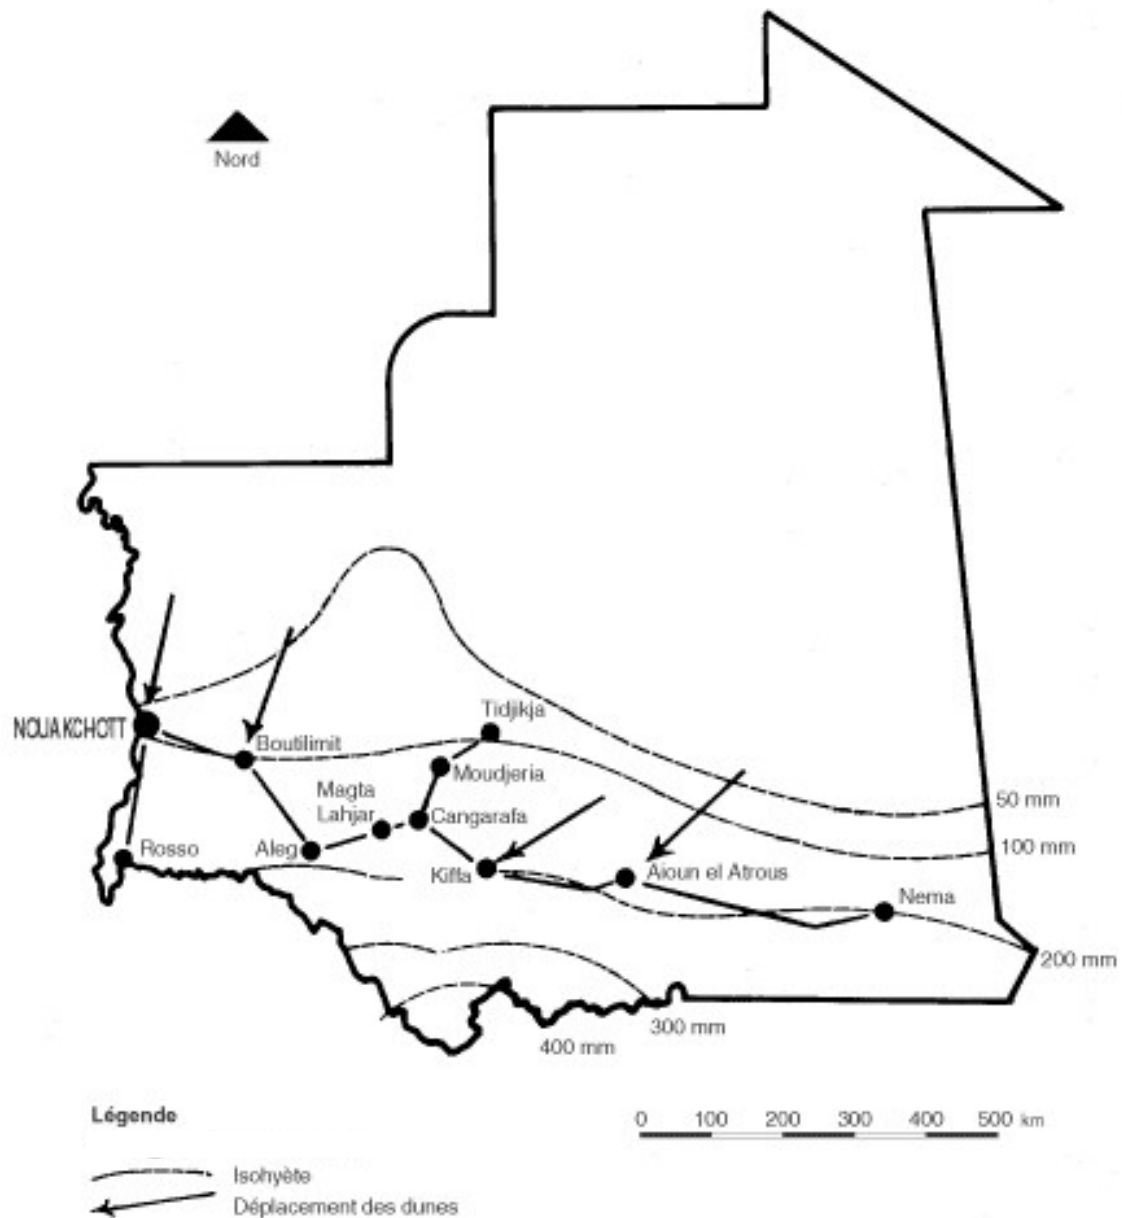 Nord
NOUAKCHOTT
Boutilimit
Tidjikja
Moudjeria
Magta
Lahjar
Cangarafa
Rosso
Aleg
Kiffa
Aioun el Atrous
Nema
50 mm
100 mm
200 mm
300 mm
400 mm
Légende
0 100 200 300 400 500 km
Isohyète
Déplacement des dunes